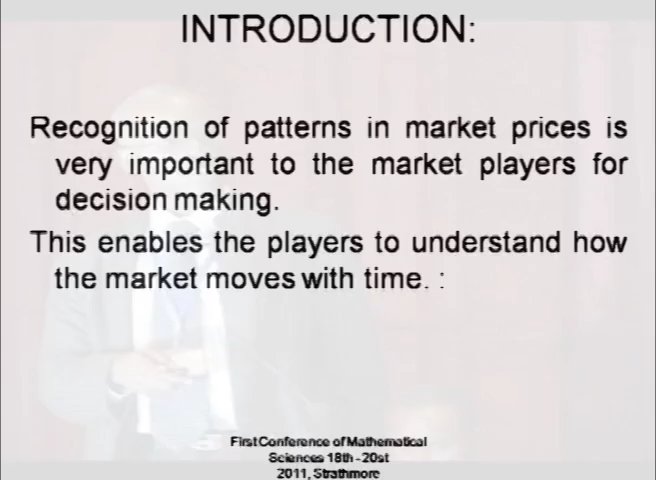 INTRODUCTION:
Recognition of patterns in market prices is
very important to the market players for
decision making.
This enables the players to understand how
the market moves with time. :
First Conference of Mathematical
Sciences 18th - 20st
2011, Strathmore